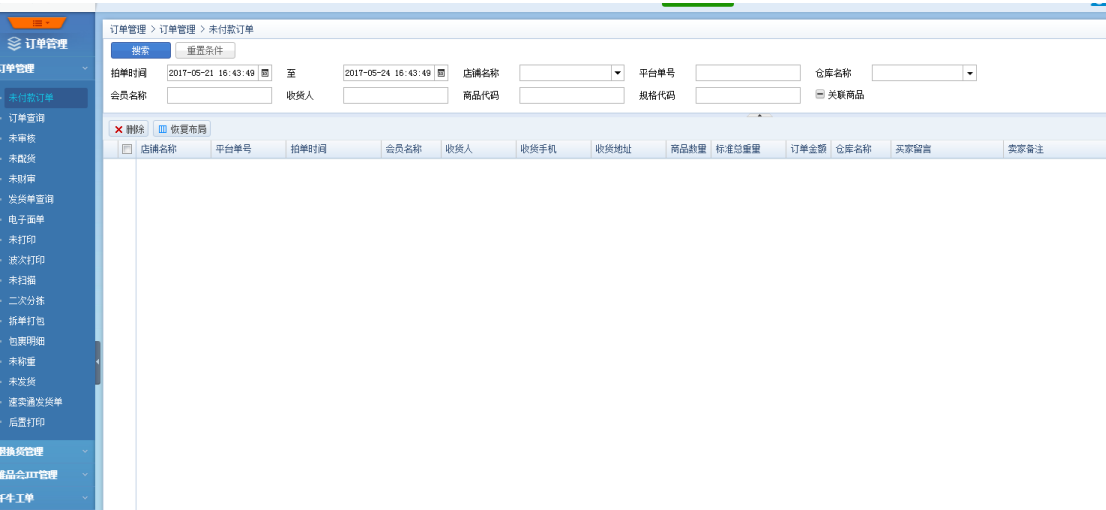 订单管理
订单管理
未付款订单
订单查询
未审核
未配货
未财审
发货单查询
电子面单
未打印
波次打印
未扫描
二次分拣
拆单打包
包裹明细
未称重
未发货
速卖通发货单
后置打印
退换货管理
唯品会JIT管理
千牛工单
订单管理 > 订单管理 > 未付款订单
搜索 重置条件
拍单时间 2017-05-21 16:43:49 至 2017-05-24 16:43:49 店铺名称 平台单号 仓库名称
会员名称 收货人 商品代码 规格代码 关联商品
删除 恢复布局
店铺名称 平台单号 拍单时间 会员名称 收货人 收货手机 收货地址 商品数量 标准总重量 订单金额 仓库名称 买家留言 卖家备注